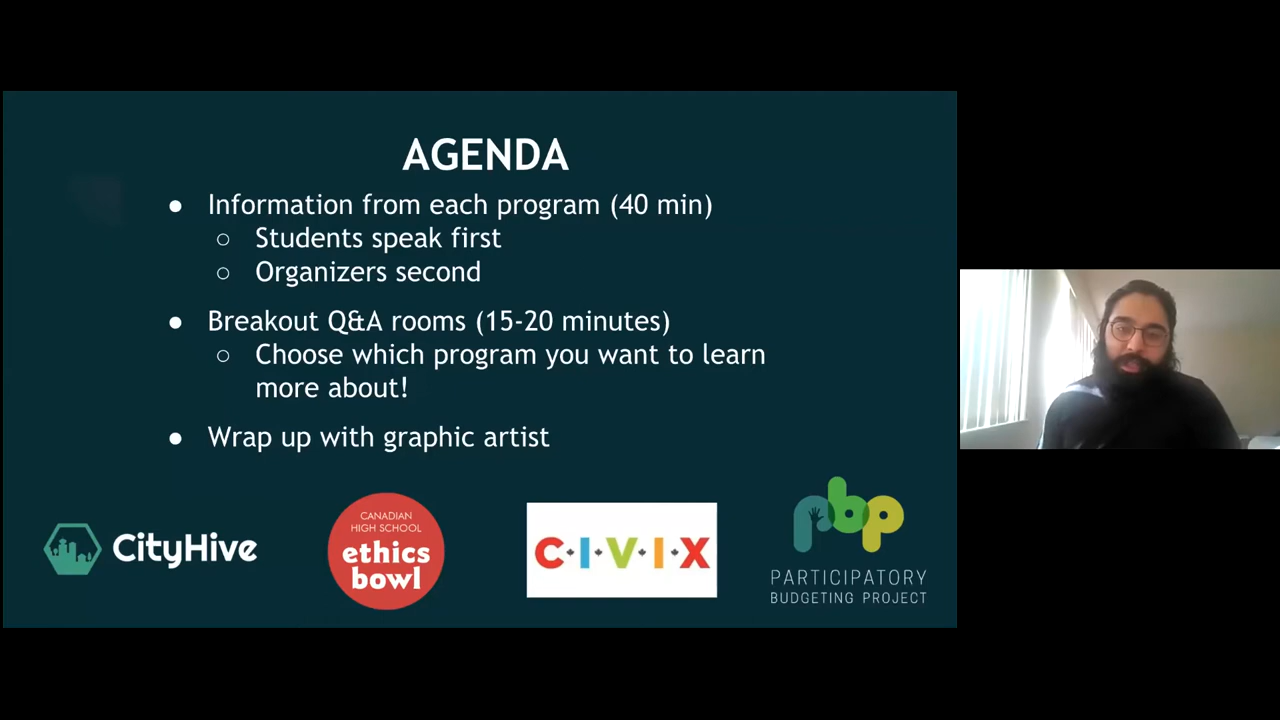 AGENDA
● Information from each program (40 min)
○ Students speak first
○ Organizers second
● Breakout Q&A rooms (15-20 minutes)
○ Choose which program you want to learn
more about!
● Wrap up with graphic artist
CityHive
CANADIAN
HIGH SCHOOL
ethics
bowl
C·I·V·I·X
pbp
PARTICIPATORY
BUDGETING PROJECT